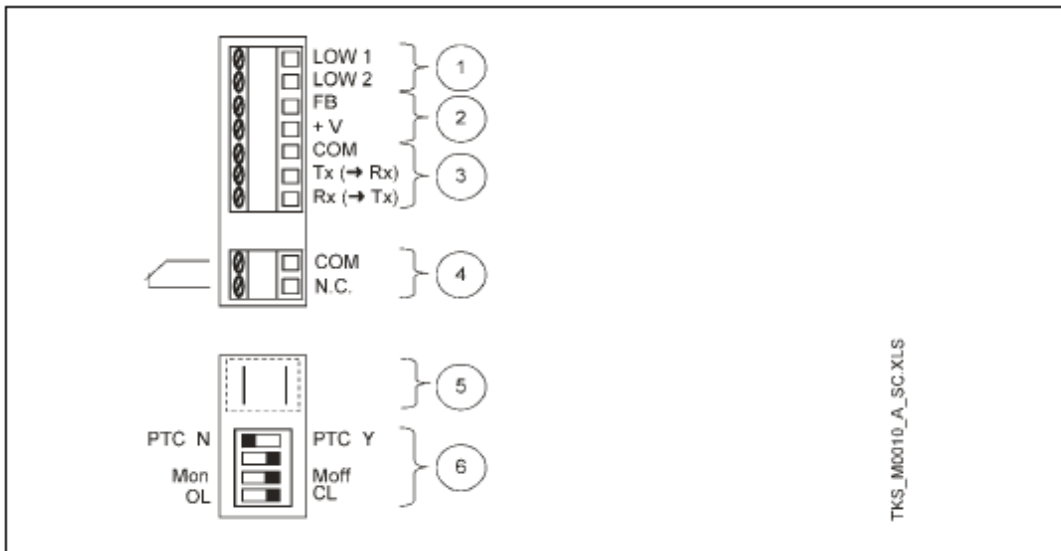 LOW 1
LOW 2
1
FB
+ V
2
COM
Tx (→ Rx)
Rx (→ Tx)
3
COM
N.C.
4
5
PTC N
PTC Y
Mon
Moff
OL
CL
6
TKS_M0010_A_SC.XLS